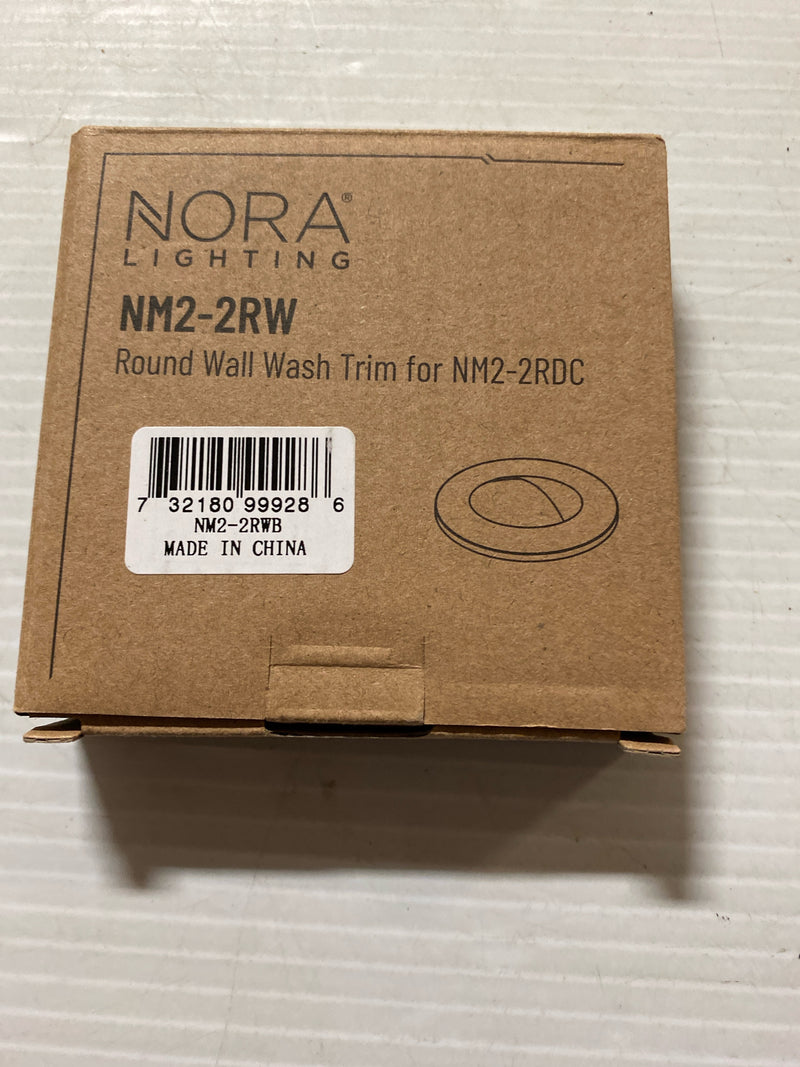 NORA®
LIGHTING
NM2-2RW
Round Wall Wash Trim for NM2-2RDC
7 32180 99928 6
NM2-2RWB
MADE IN CHINA